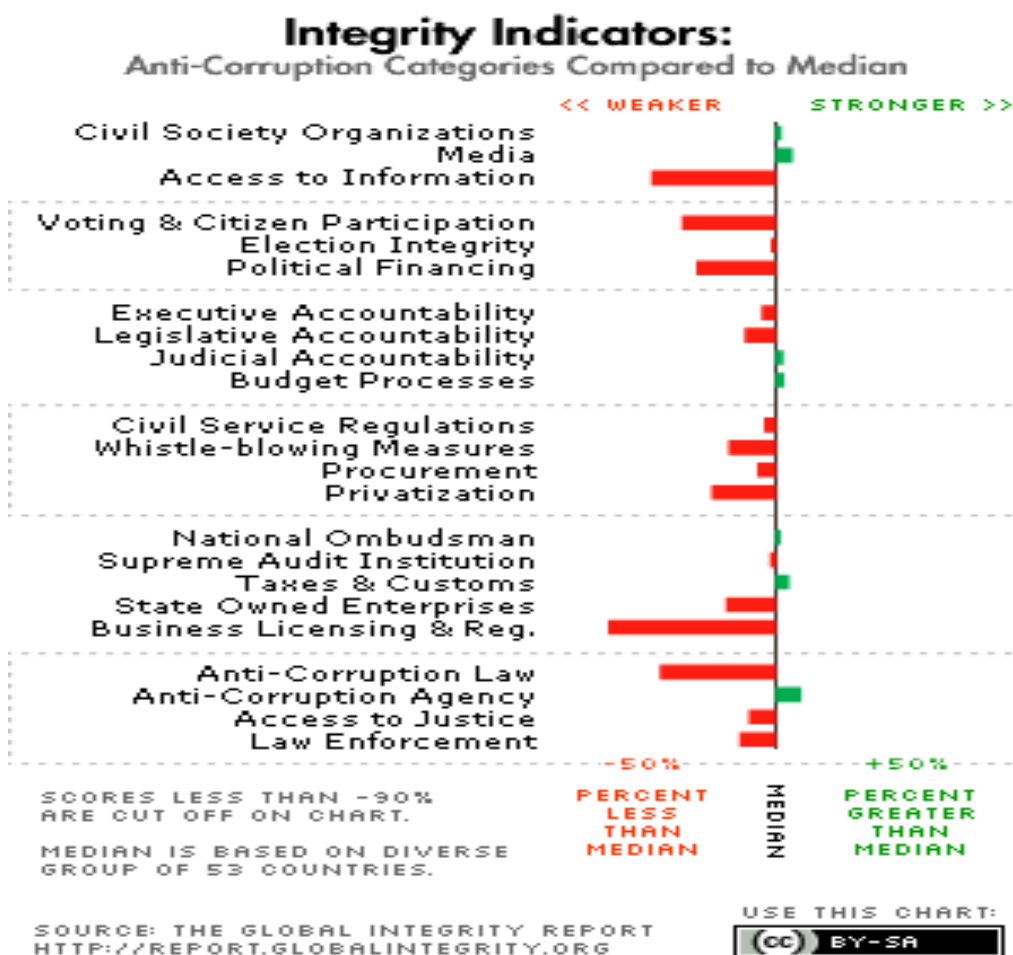 Integrity Indicators:
Anti-Corruption Categories Compared to Median
<< WEAKER STRONGER >>
Civil Society Organizations
Media
Access to Information
Voting & Citizen Participation
Election Integrity
Political Financing
Executive Accountability
Legislative Accountability
Judicial Accountability
Budget Processes
Civil Service Regulations
Whistle-blowing Measures
Procurement
Privatization
National Ombudsman
Supreme Audit Institution
Taxes & Customs
State Owned Enterprises
Business Licensing & Reg.
Anti-Corruption Law
Anti-Corruption Agency
Access to Justice
Law Enforcement
-50% +50%
PERCENT
LESS
THAN
MEDIAN
MEDIAN
PERCENT
GREATER
THAN
MEDIAN
SCORES LESS THAN -90%
ARE CUT OFF ON CHART.
MEDIAN IS BASED ON DIVERSE
GROUP OF 53 COUNTRIES.
SOURCE: THE GLOBAL INTEGRITY REPORT
HTTP://REPORT.GLOBALINTEGRITY.ORG
USE THIS CHART:
cc BY-SA